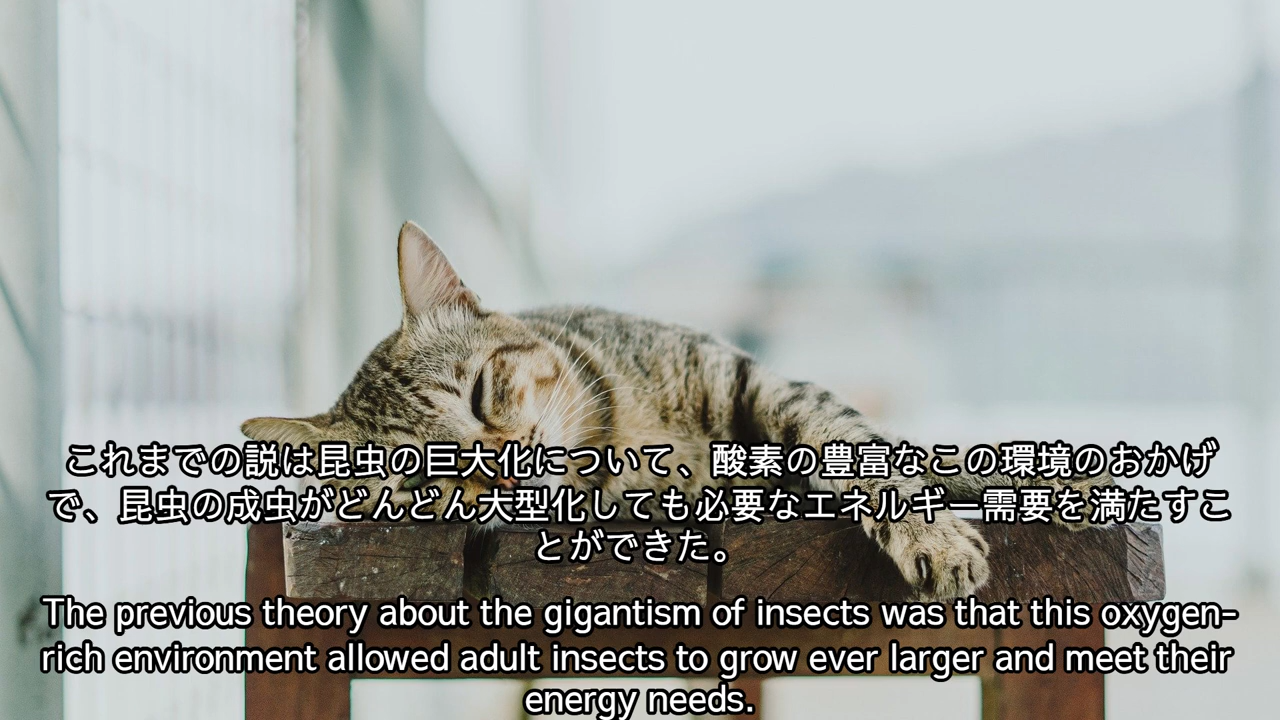 これまでの説は昆虫の巨大化について、酸素の豊富なこの環境のおかげ
で、昆虫の成虫がどんどん大型化しても必要なエネルギー需要を満たすこ
とができた。
The previous theory about the gigantism of insects was that this oxygen-
rich environment allowed adult insects to grow ever larger and meet their
energy needs.